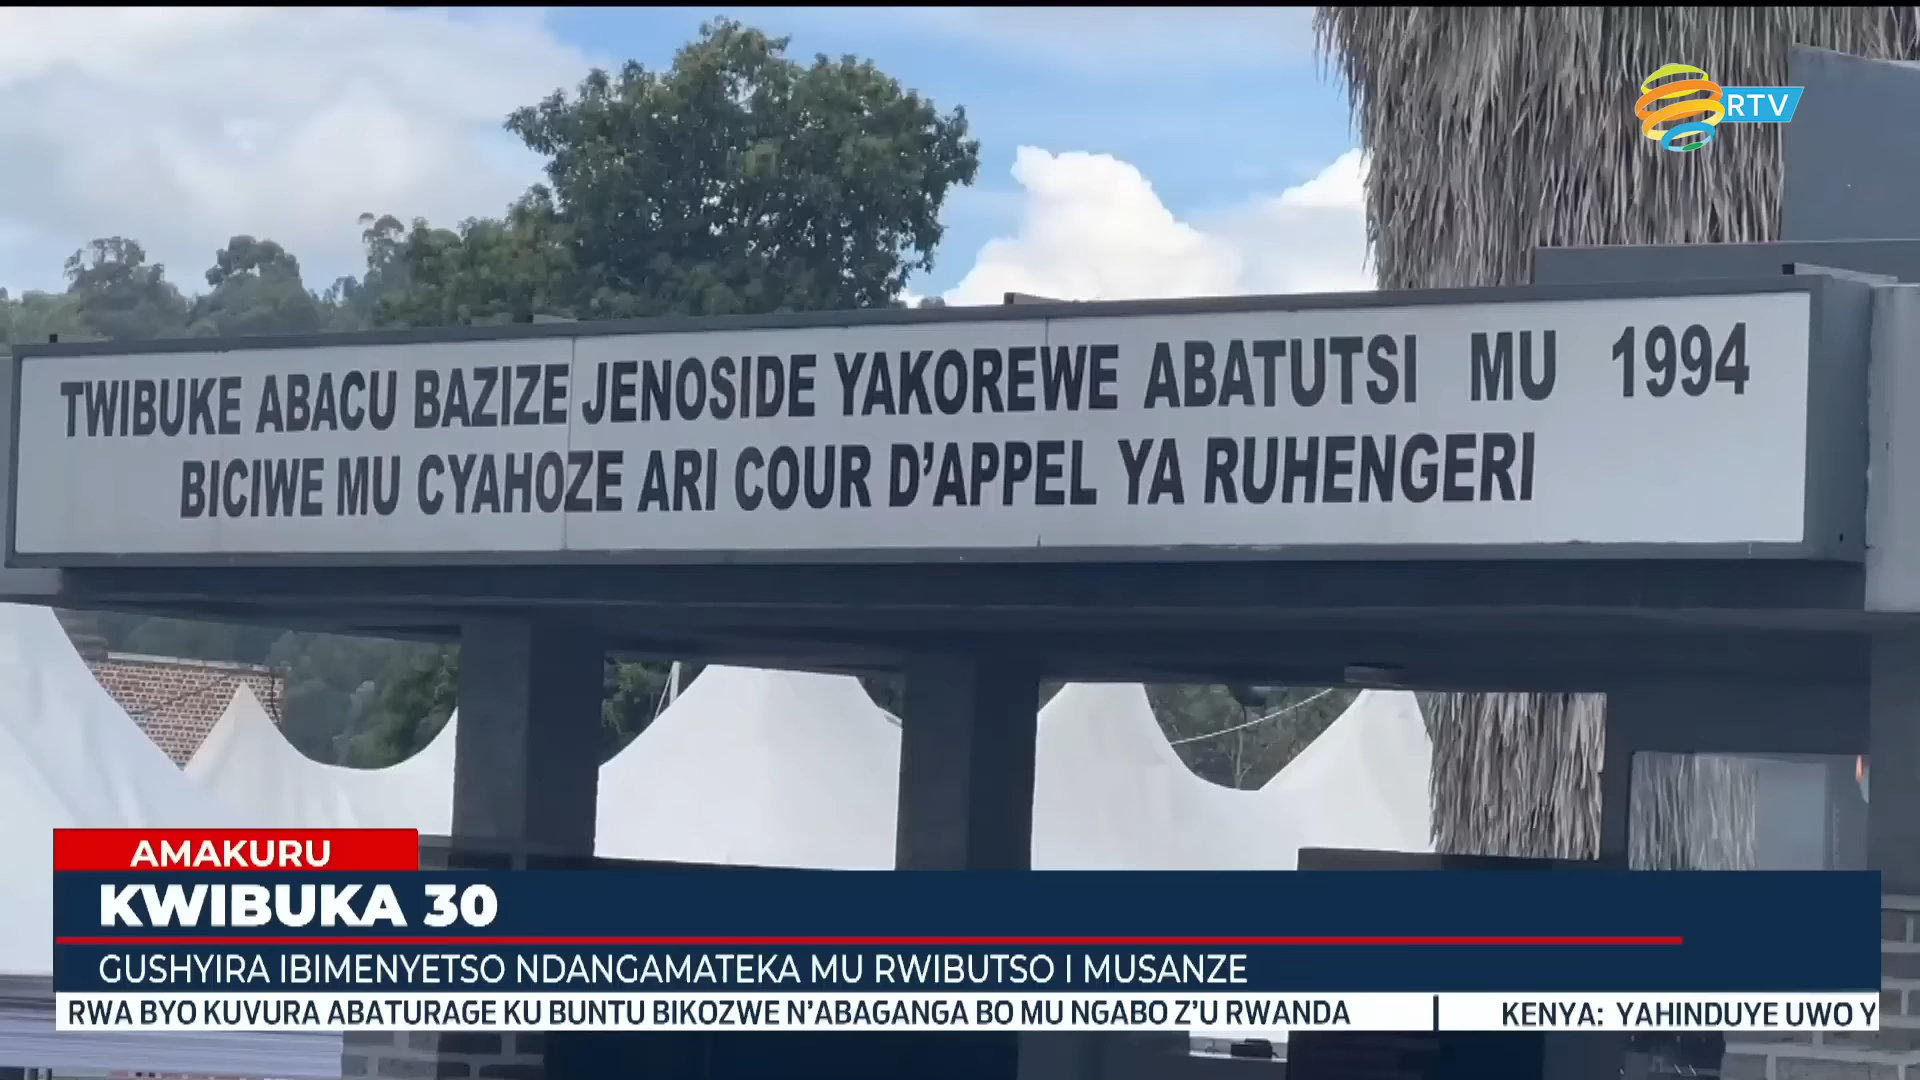 RTV
TWIBUKE ABACU BAZIZE JENOSIDE YAKOREWE ABATUTSI MU 1994
BICIWE MU CYAHOZE ARI COUR D'APPEL YA RUHENGERI
AMAKURU
KWIBUKA 30
GUSHYIRA IBIMENYETSO NDANGAMATEKA MU RWIBUTSO I MUSANZE
RWA BYO KUVURA ABATURAGE KU BUNTU BIKOZWE N'ABAGANGA BO MU NGABO Z'U RWANDA | KENYA: YAHINDUYE UWO Y